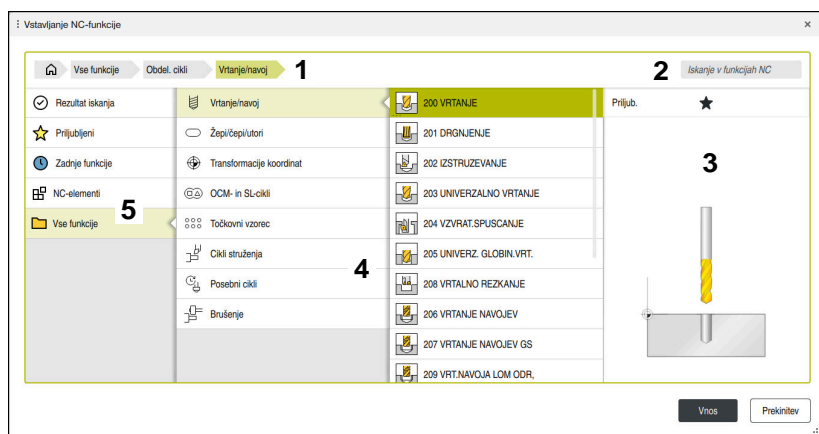 Vstavljanje NC-funkcije
Vse funkcije
Obdel. cikli
Vrtanje/navoj
1
2
Iskanje v funkcijah NC
Rezultat iskanja
Priljubljeni
Zadnje funkcije
NC-elementi
Vse funkcije
5
Vrtanje/navoj
Žepi/čepi/utori
Transformacije koordinat
OCM- in SL-cikli
Točkovni vzorec
Cikli struženja
Posebni cikli
Brušenje
4
200 VRTANJE
201 DRGNJENJE
202 IZSTRUZEVANJE
203 UNIVERZALNO VRTANJE
204 VZVRAT.SPUSCANJE
205 UNIVERZ. GLOBIN.VRT.
208 VRTALNO REZKANJE
206 VRTANJE NAVOJEV
207 VRTANJE NAVOJEV GS
209 VRT.NAVOJA LOM ODR,
Priljub.
3
Vnos
Prekinitev